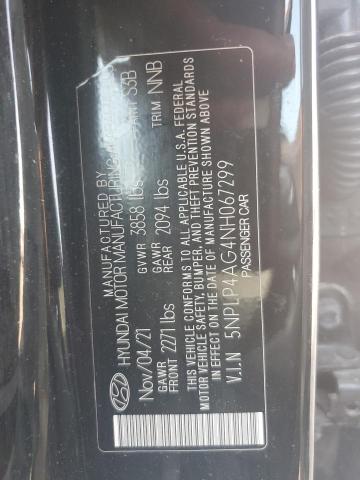 MANUFACTURED BY
HYUNDAI MOTOR MANUFACTURING
Nov/04/21 GVWR 3858 lbs PAINT S3B
GAWR FRONT 2271 lbs GAWR REAR 2094 lbs TRIM NNB
THIS VEHICLE CONFORMS TO ALL APPLICABLE U.S.A. FEDERAL
MOTOR VEHICLE SAFETY, BUMPER, AND THEFT PREVENTION STANDARDS
IN EFFECT ON THE DATE OF MANUFACTURE SHOWN ABOVE
V.I.N 5NPLP4AG4NH067299
PASSENGER CAR